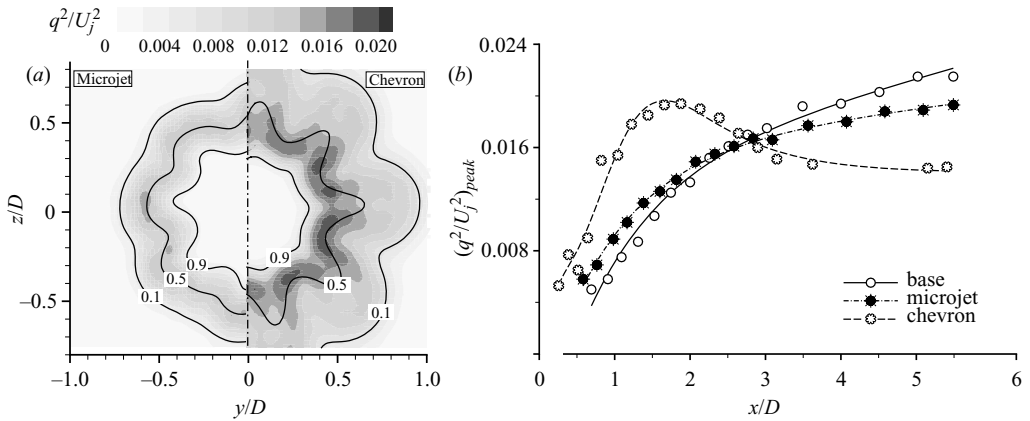 q²/U_j²
0 0.004 0.008 0.012 0.016 0.020
(a)
Microjet
Chevron
0.5
0
–0.5
z/D
0.9
0.5
0.1
0.9
0.5
0.1
–1.0 –0.5 0 0.5 1.0
y/D
(b)
0.024
0.016
0.008
(q²/U_j²)_peak
base
microjet
chevron
0 1 2 3 4 5 6
x/D